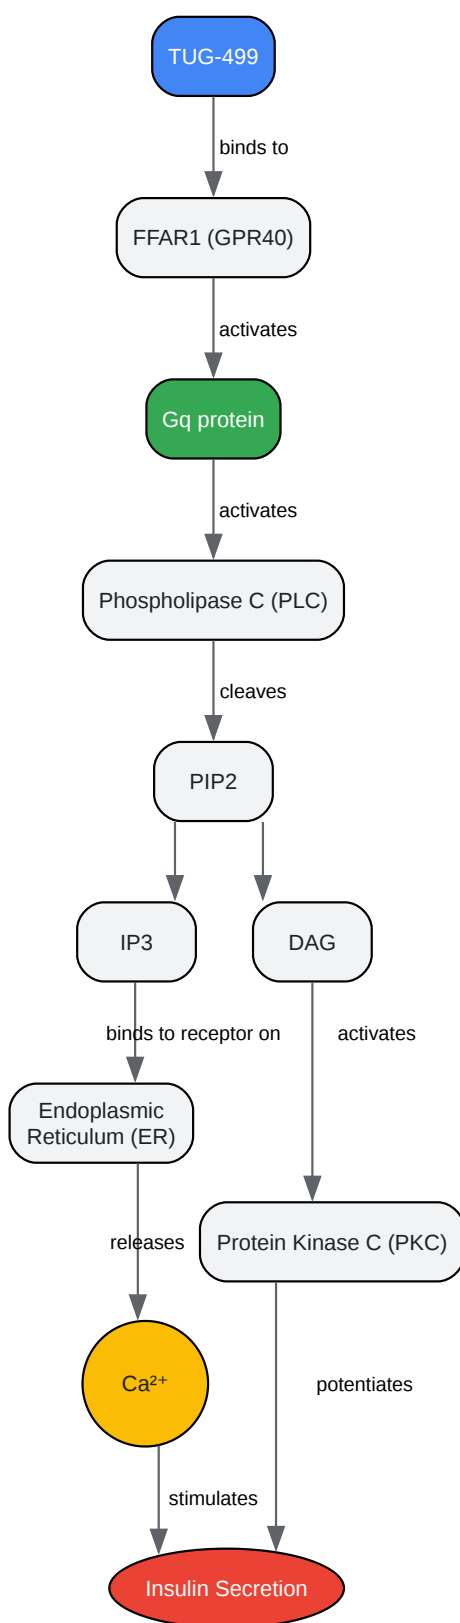 TUG-499
binds to
FFAR1 (GPR40)
activates
Gq protein
activates
Phospholipase C (PLC)
cleaves
PIP2
IP3
DAG
binds to receptor on
activates
Endoplasmic
Reticulum (ER)
releases
Protein Kinase C (PKC)
Ca²⁺
potentiates
stimulates
Insulin Secretion